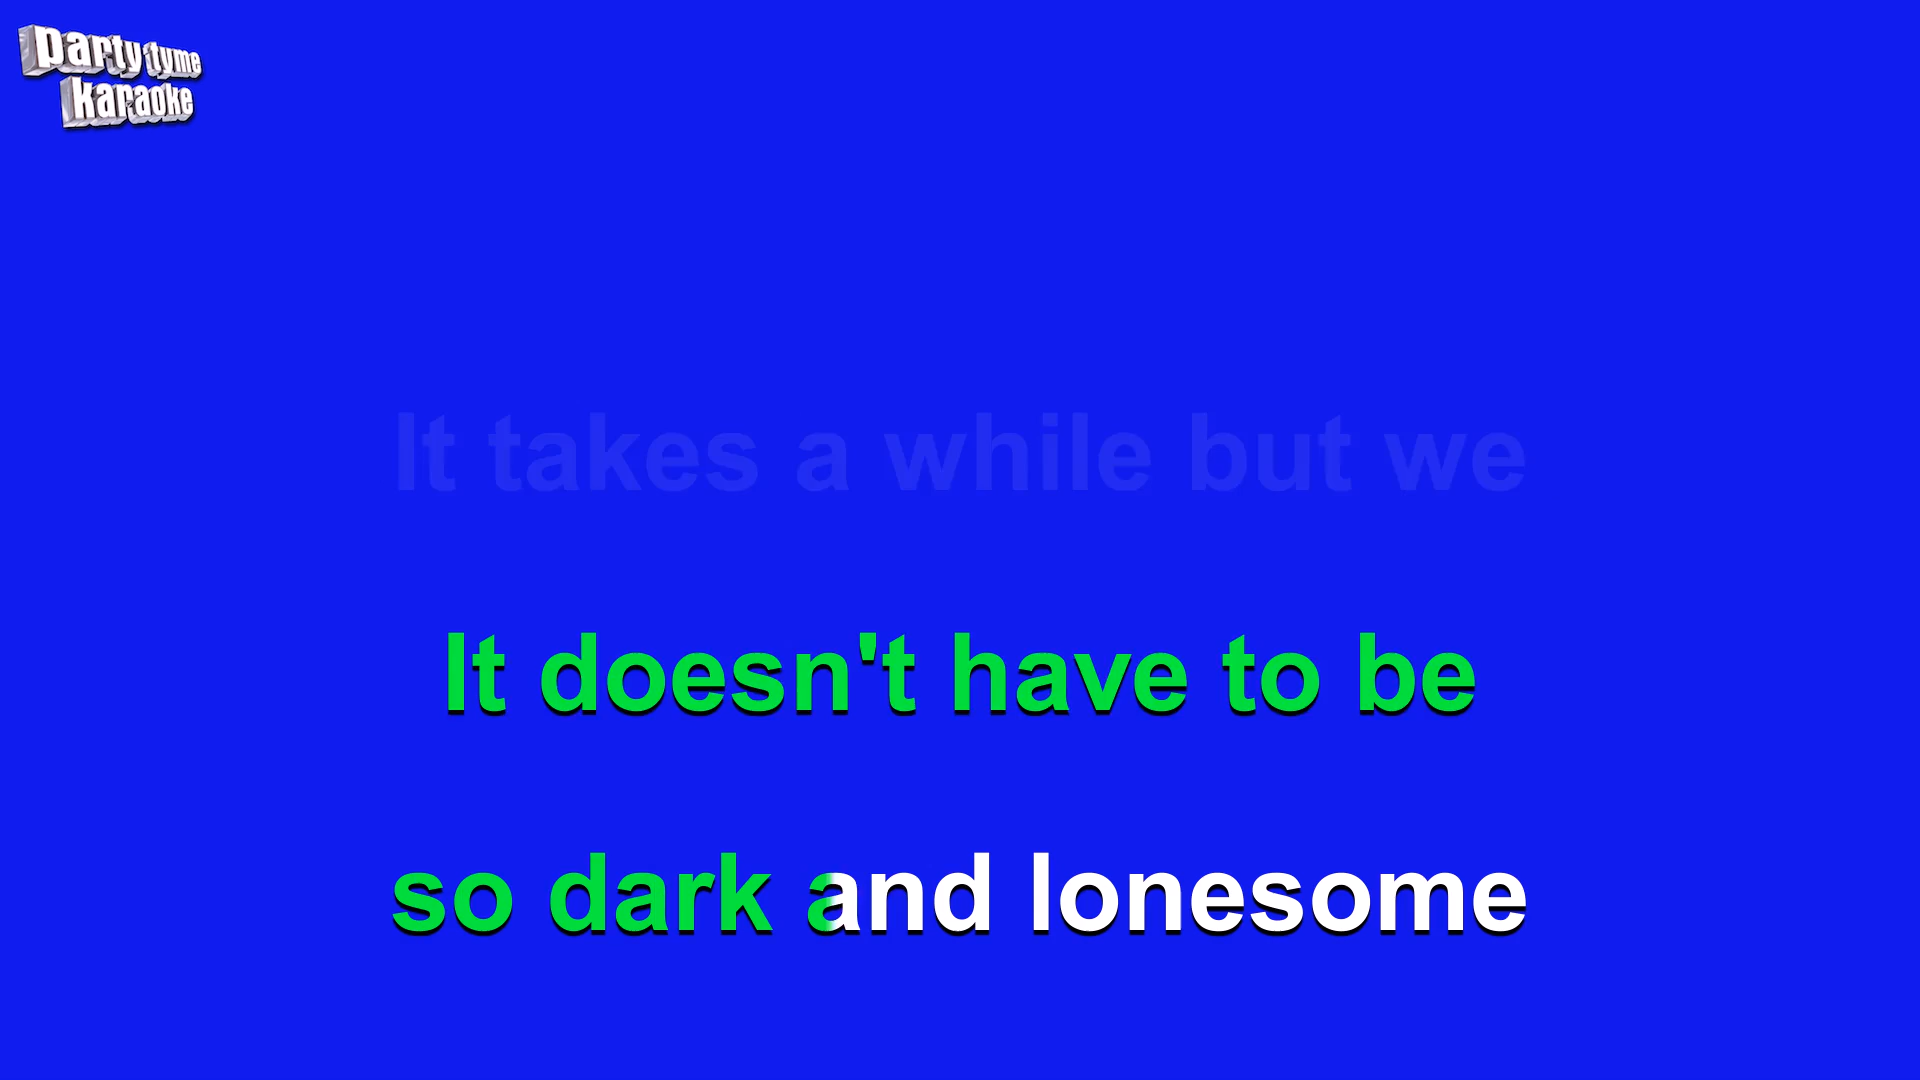 party tyme
karaoke
It takes a while but we
It doesn't have to be
so dark and lonesome